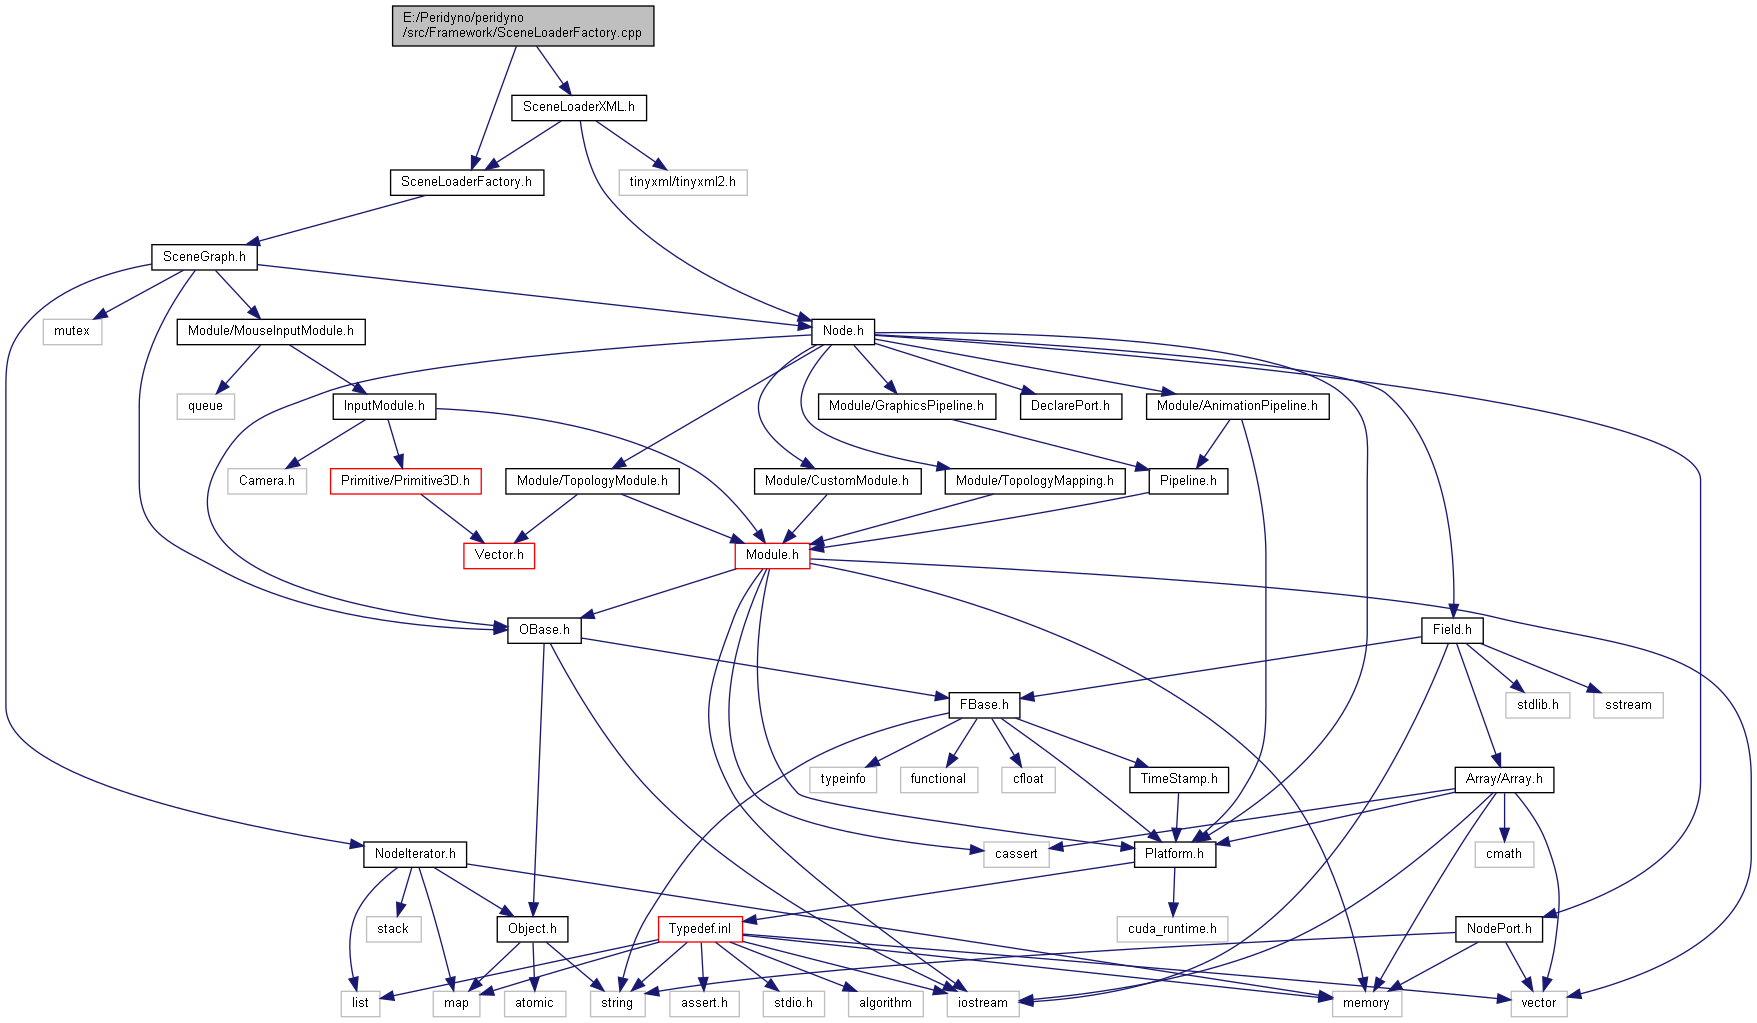 E:/Peridyno/peridyno
/src/Framework/SceneLoaderFactory.cpp
SceneLoaderXML.h
SceneLoaderFactory.h
tinyxml/tinyxml2.h
SceneGraph.h
mutex
Module/MouseInputModule.h
Node.h
queue
InputModule.h
Module/GraphicsPipeline.h
DeclarePort.h
Module/AnimationPipeline.h
Camera.h
Primitive/Primitive3D.h
Module/TopologyModule.h
Module/CustomModule.h
Module/TopologyMapping.h
Pipeline.h
Vector.h
Module.h
OBase.h
Field.h
FBase.h
stdlib.h
sstream
typeinfo
functional
cfloat
TimeStamp.h
Array/Array.h
NodeIterator.h
cassert
Platform.h
cmath
stack
Object.h
Typedef.inl
cuda_runtime.h
NodePort.h
list
map
atomic
string
assert.h
stdio.h
algorithm
iostream
memory
vector